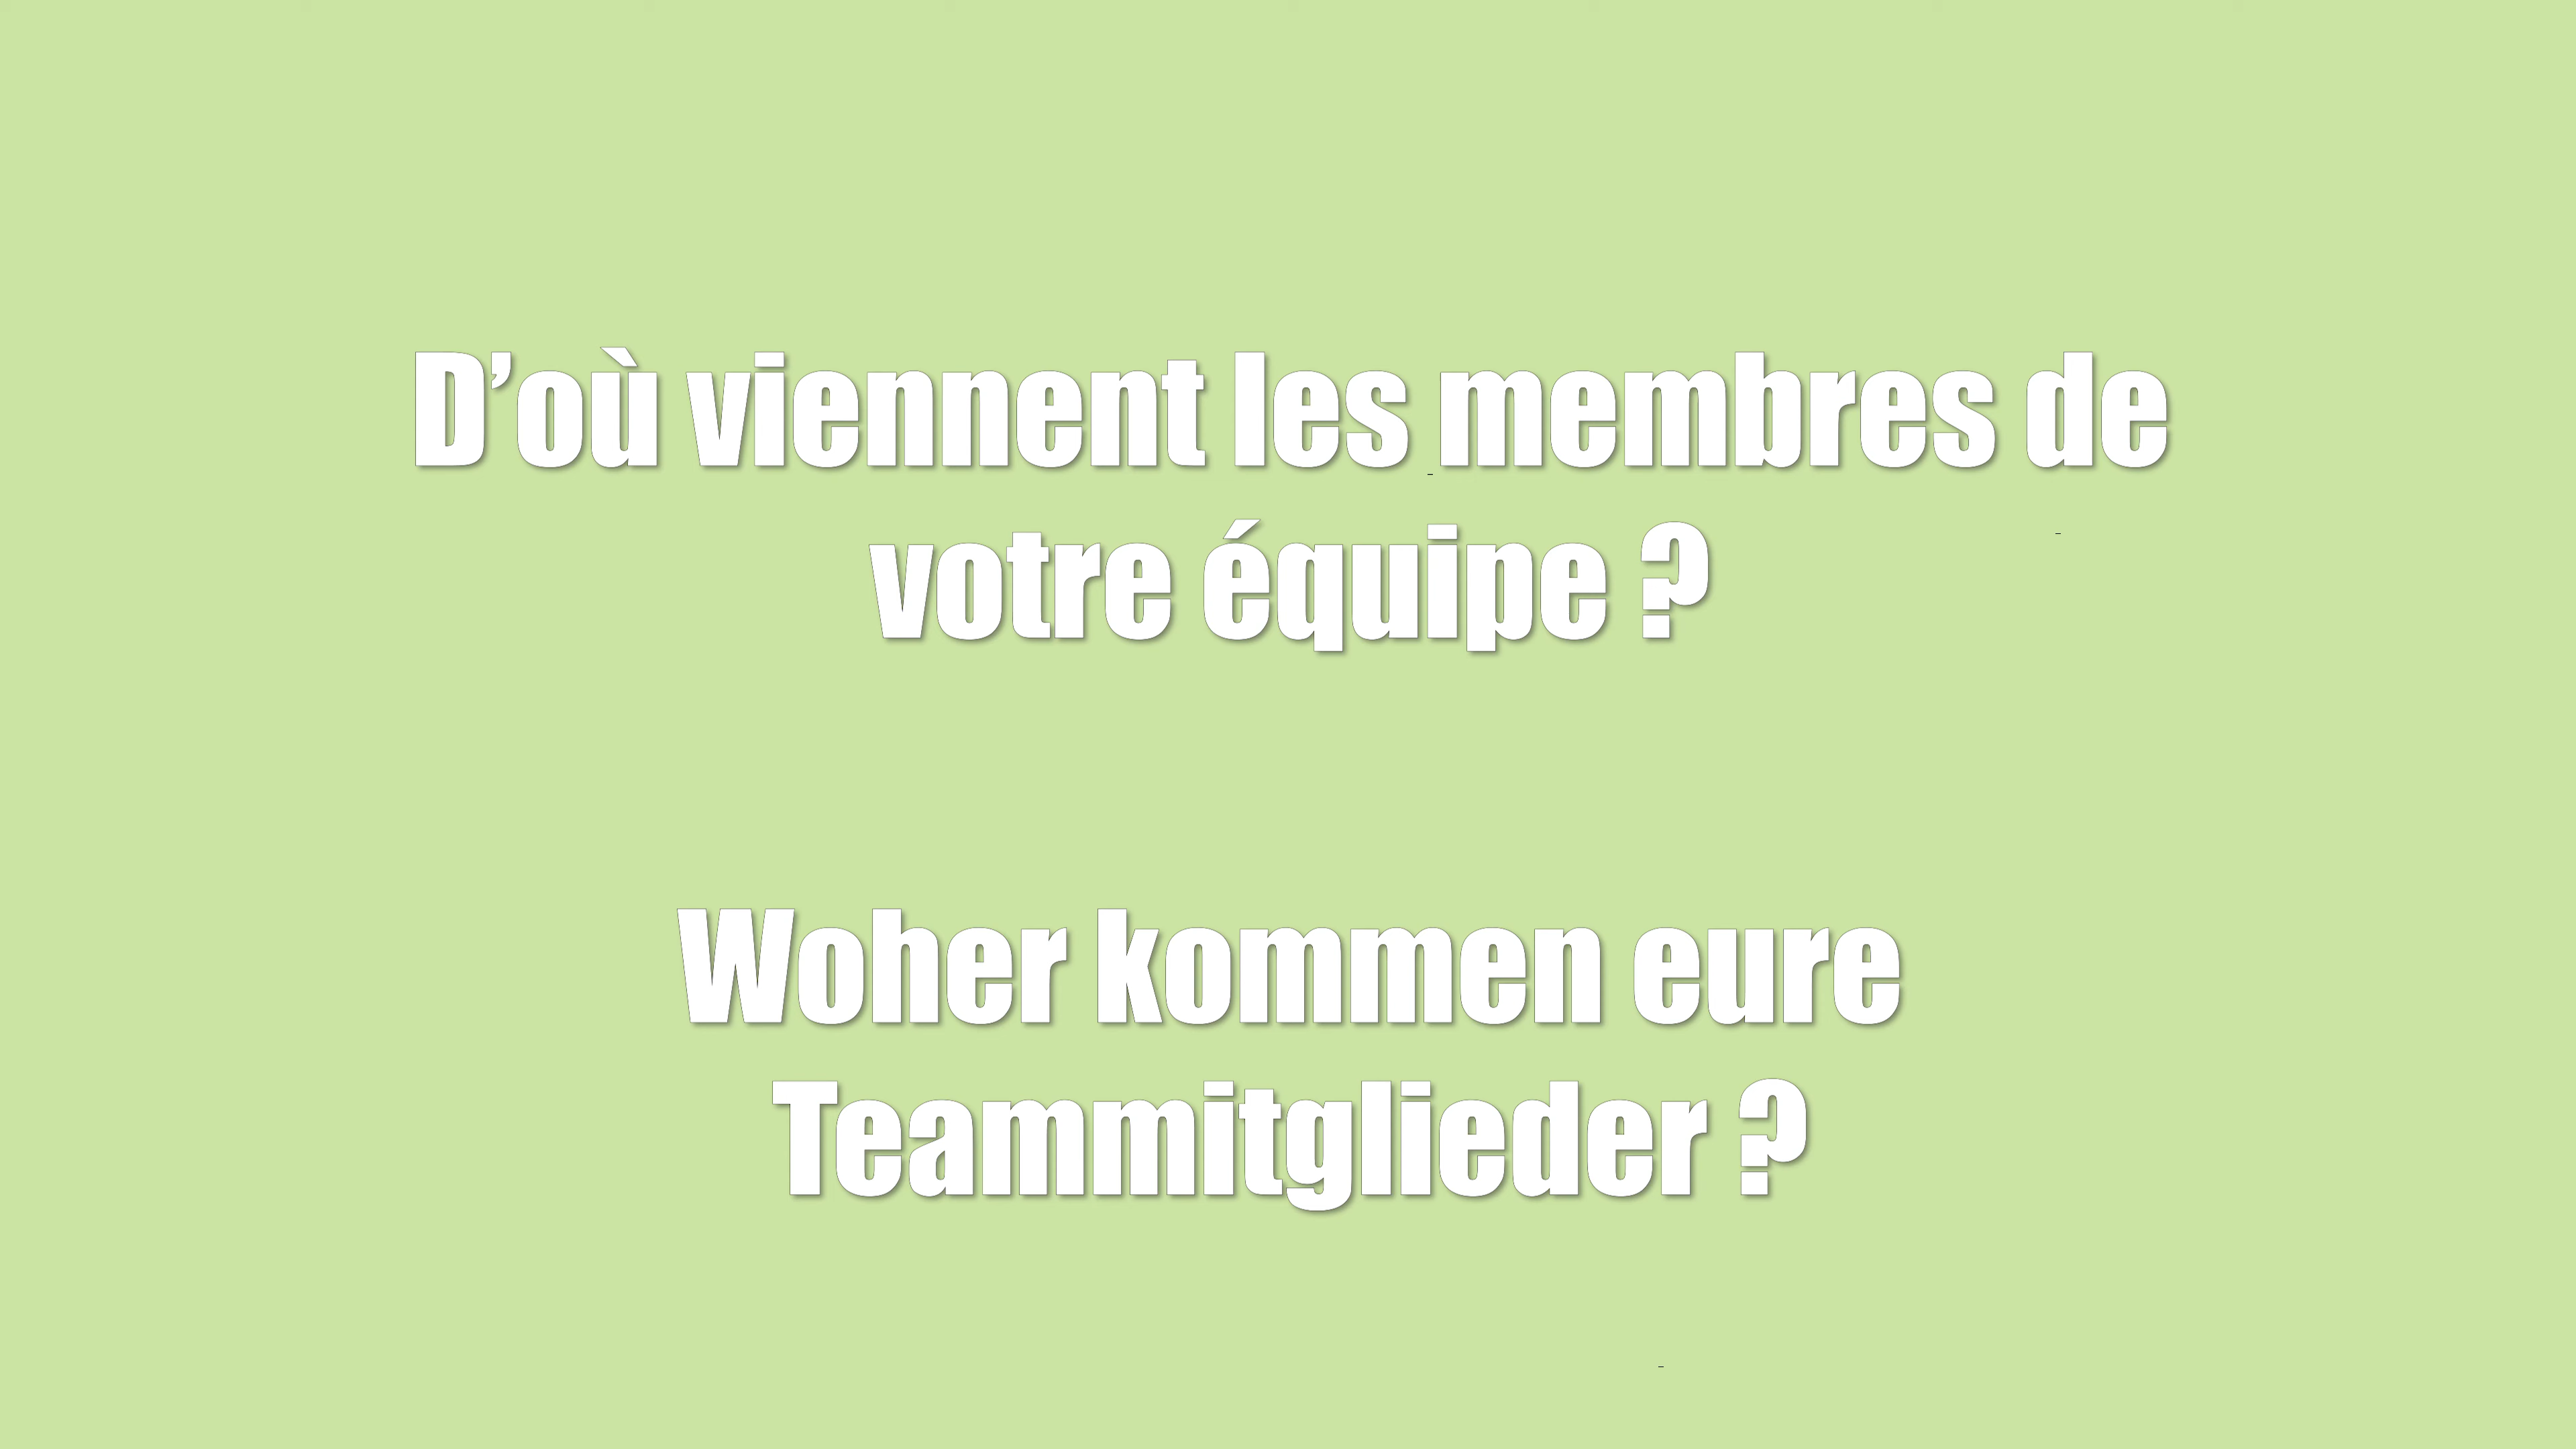 D’où viennent les membres de
votre équipe ?
Woher kommen eure
Teammitglieder ?